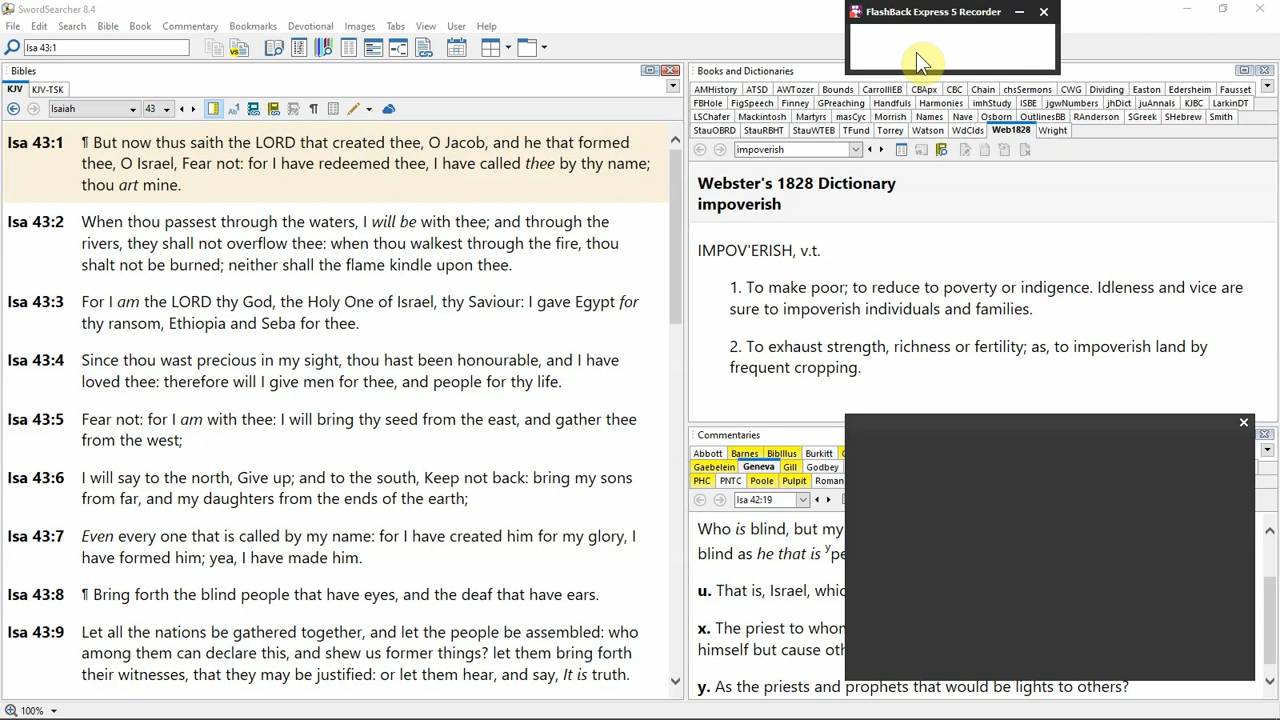 SwordSearcher 8.4
FlashBack Express 5 Recorder
File Edit Search Bible Book Commentary Bookmarks Devotional Images Tabs View User Help
Isa 43:1
Bibles
KJV KJV-TSK
Isaiah 43
Isa 43:1 ¶ But now thus saith the LORD that created thee, O Jacob, and he that formed
thee, O Israel, Fear not: for I have redeemed thee, I have called thee by thy name;
thou art mine.
Isa 43:2 When thou passest through the waters, I will be with thee; and through the
rivers, they shall not overflow thee: when thou walkest through the fire, thou
shalt not be burned; neither shall the flame kindle upon thee.
Isa 43:3 For I am the LORD thy God, the Holy One of Israel, thy Saviour: I gave Egypt for
thy ransom, Ethiopia and Seba for thee.
Isa 43:4 Since thou wast precious in my sight, thou hast been honourable, and I have
loved thee: therefore will I give men for thee, and people for thy life.
Isa 43:5 Fear not: for I am with thee: I will bring thy seed from the east, and gather thee
from the west;
Isa 43:6 I will say to the north, Give up; and to the south, Keep not back: bring my sons
from far, and my daughters from the ends of the earth;
Isa 43:7 Even every one that is called by my name: for I have created him for my glory, I
have formed him; yea, I have made him.
Isa 43:8 ¶ Bring forth the blind people that have eyes, and the deaf that have ears.
Isa 43:9 Let all the nations be gathered together, and let the people be assembled: who
among them can declare this, and shew us former things? let them bring forth
their witnesses, that they may be justified: or let them hear, and say, It is truth.
100%
Books and Dictionaries
AMHistory ATSD AWTozer Bounds CarrollIEB CBApx CBC Chain chsSermons CWG Dividing Easton Edersheim Fausset
FBHole FigSpeech Finney GPreaching Handfuls Harmonies imhStudy ISBE jgwNumbers jhDict juAnnals KJBC LarkinDT
LSChafer Mackintosh Martyrs masCyc Morrish Names Nave Osborn OutlinesBB RAnderson SGreek SHebrew Smith
StauOBRD StauRBHT StauWTEB TFund Torrey Watson WdClds Web1828 Wright
impoverish
Webster's 1828 Dictionary
impoverish
IMPOV'ERISH, v.t.
1. To make poor; to reduce to poverty or indigence. Idleness and vice are
sure to impoverish individuals and families.
2. To exhaust strength, richness or fertility; as, to impoverish land by
frequent cropping.
Commentaries
Abbott Barnes BibIllus Burkitt
Gaebelein Geneva Gill Godbey
PHC PNTC Poole Pulpit Roman
Isa 42:19
Who is blind, but my
blind as he that is y
u. That is, Israel,
x. The priest to whom
himself but cause
y. As the priests and prophets that would be lights to others?